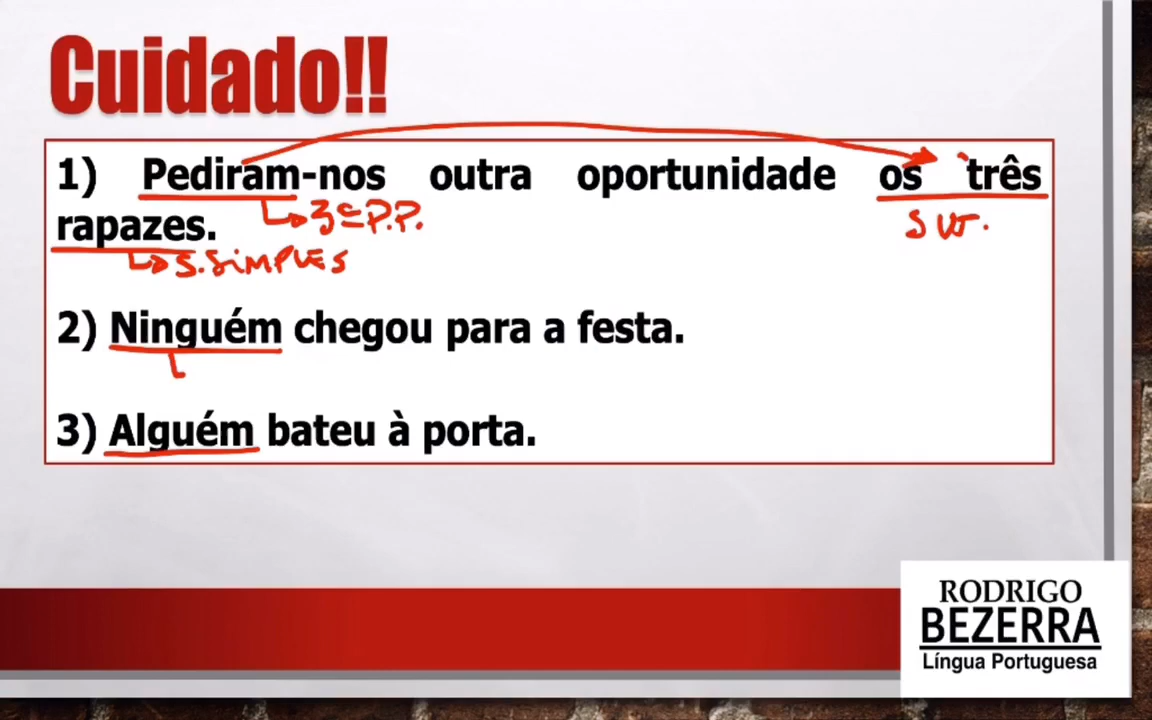 Cuidado!!
1) Pediram-nos outra oportunidade os três
rapazes.
↳ 3ª P.P.
SUJ.
↳ S. SIMPLES
2) Ninguém chegou para a festa.
3) Alguém bateu à porta.
RODRIGO
BEZERRA
Língua Portuguesa